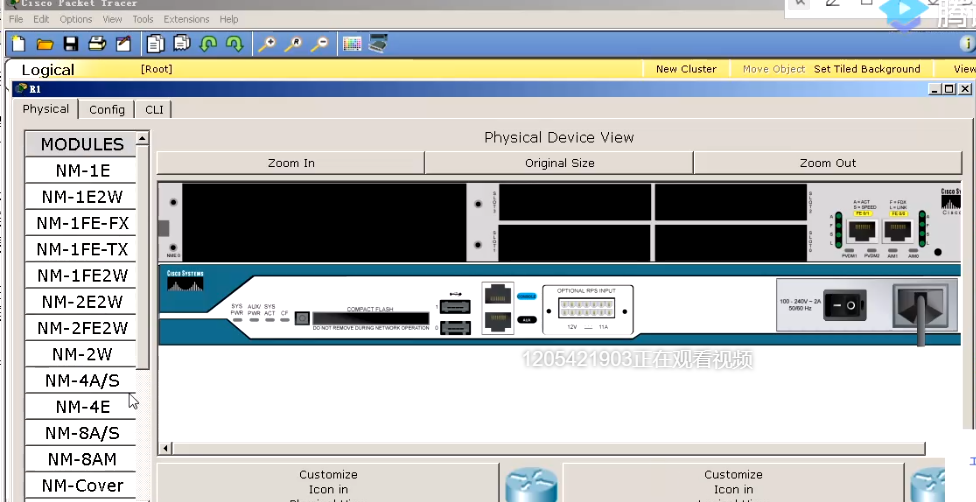 Cisco Packet Tracer
File Edit Options View Tools Extensions Help
Logical [Root] New Cluster Move Object Set Tiled Background View
R1
Physical Config CLI
MODULES
NM-1E
NM-1E2W
NM-1FE-FX
NM-1FE-TX
NM-1FE2W
NM-2E2W
NM-2FE2W
NM-2W
NM-4A/S
NM-4E
NM-8A/S
NM-8AM
NM-Cover
Physical Device View
Zoom In Original Size Zoom Out
CISCO SYSTEMS
OPTIONAL RPS INPUT
12V 11A
100 - 240V ~ 2A
50/60 Hz
SYS AUX/ SYS
PWR PWR ACT CF
COMPACT FLASH
DO NOT REMOVE DURING NETWORK OPERATION
1205421903正在观看视频
Customize
Icon in
Customize
Icon in